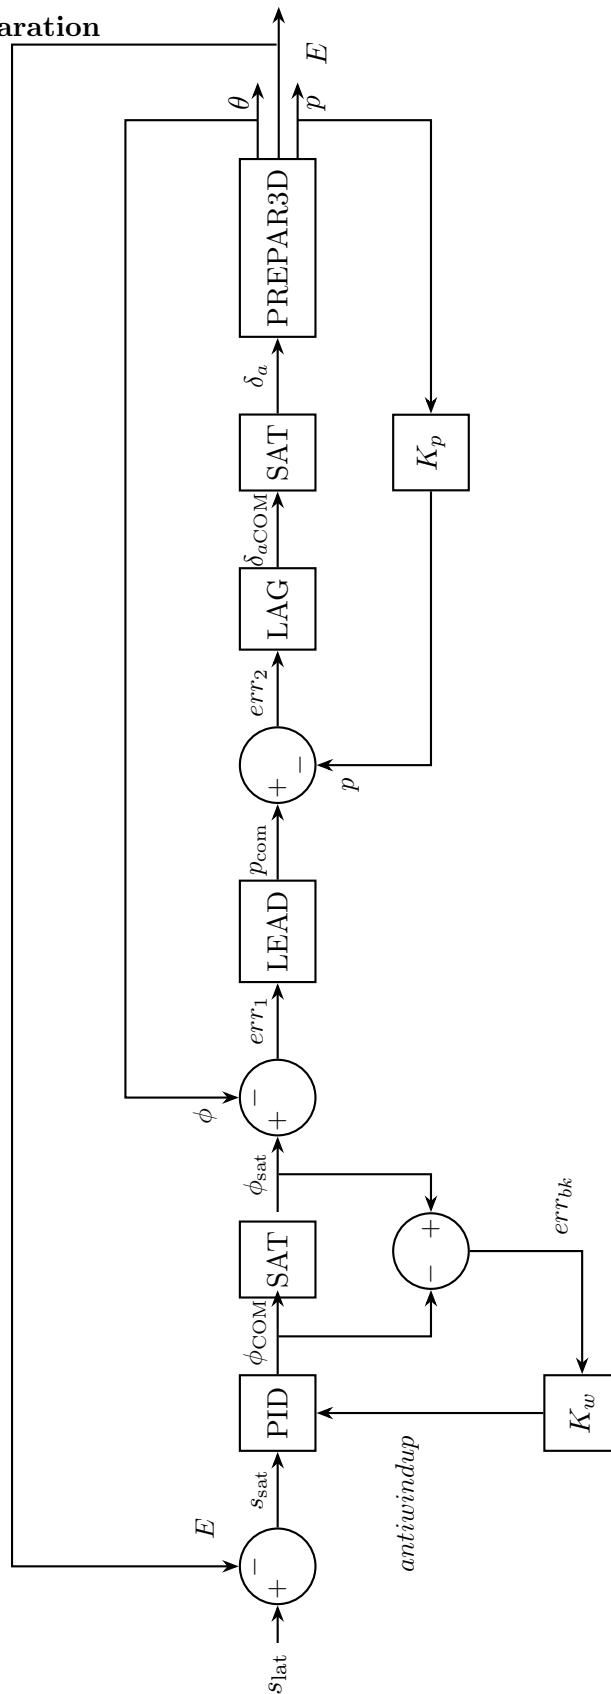 aration
s_lat
+
−
E
s_sat
PID
ϕ_COM
SAT
ϕ_sat
+
−
ϕ
err_1
LEAD
p_com
+
−
p
err_2
LAG
δ_aCOM
SAT
δ_a
PREPAR3D
θ
E
p
K_p
−
+
err_bk
K_w
antiwindup